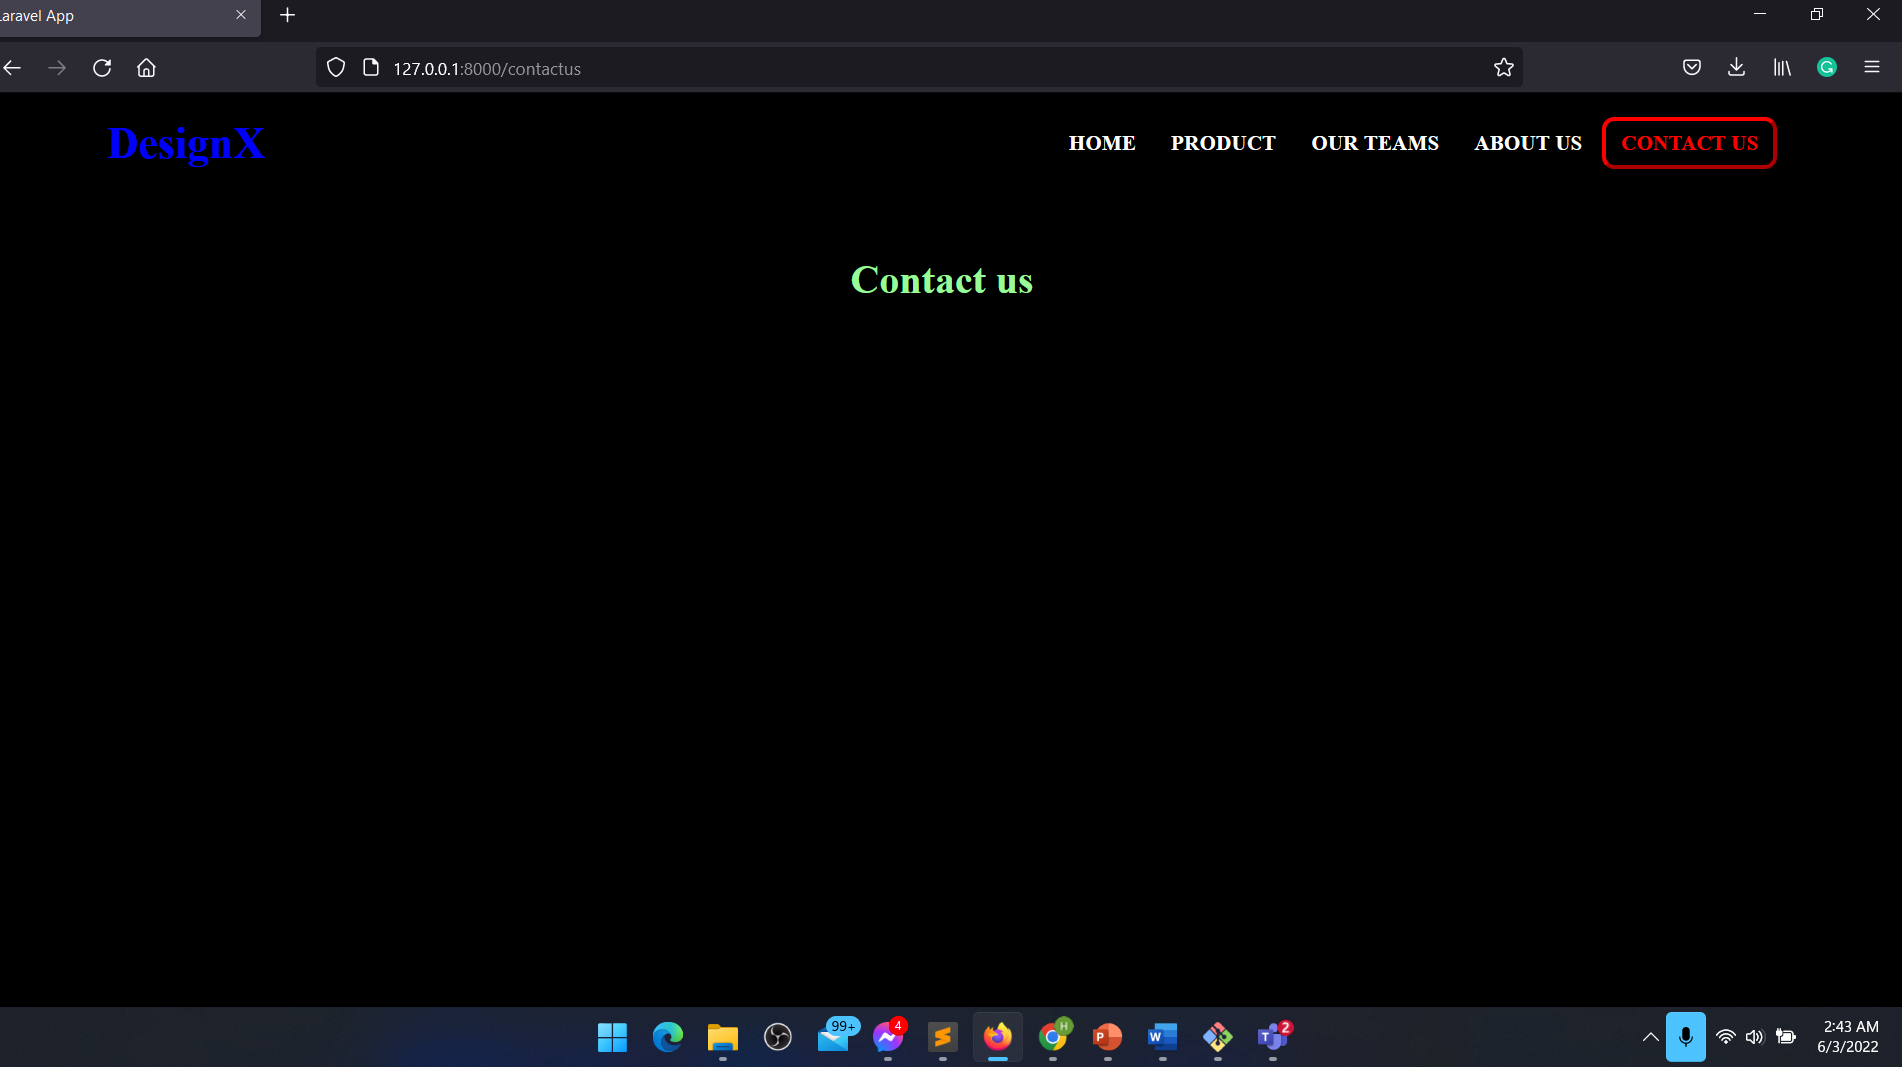 Laravel App
127.0.0.1:8000/contactus
G
DesignX
HOME PRODUCT OUR TEAMS ABOUT US CONTACT US
Contact us
99+
4
H
P
W
T
2
2:43 AM
6/3/2022